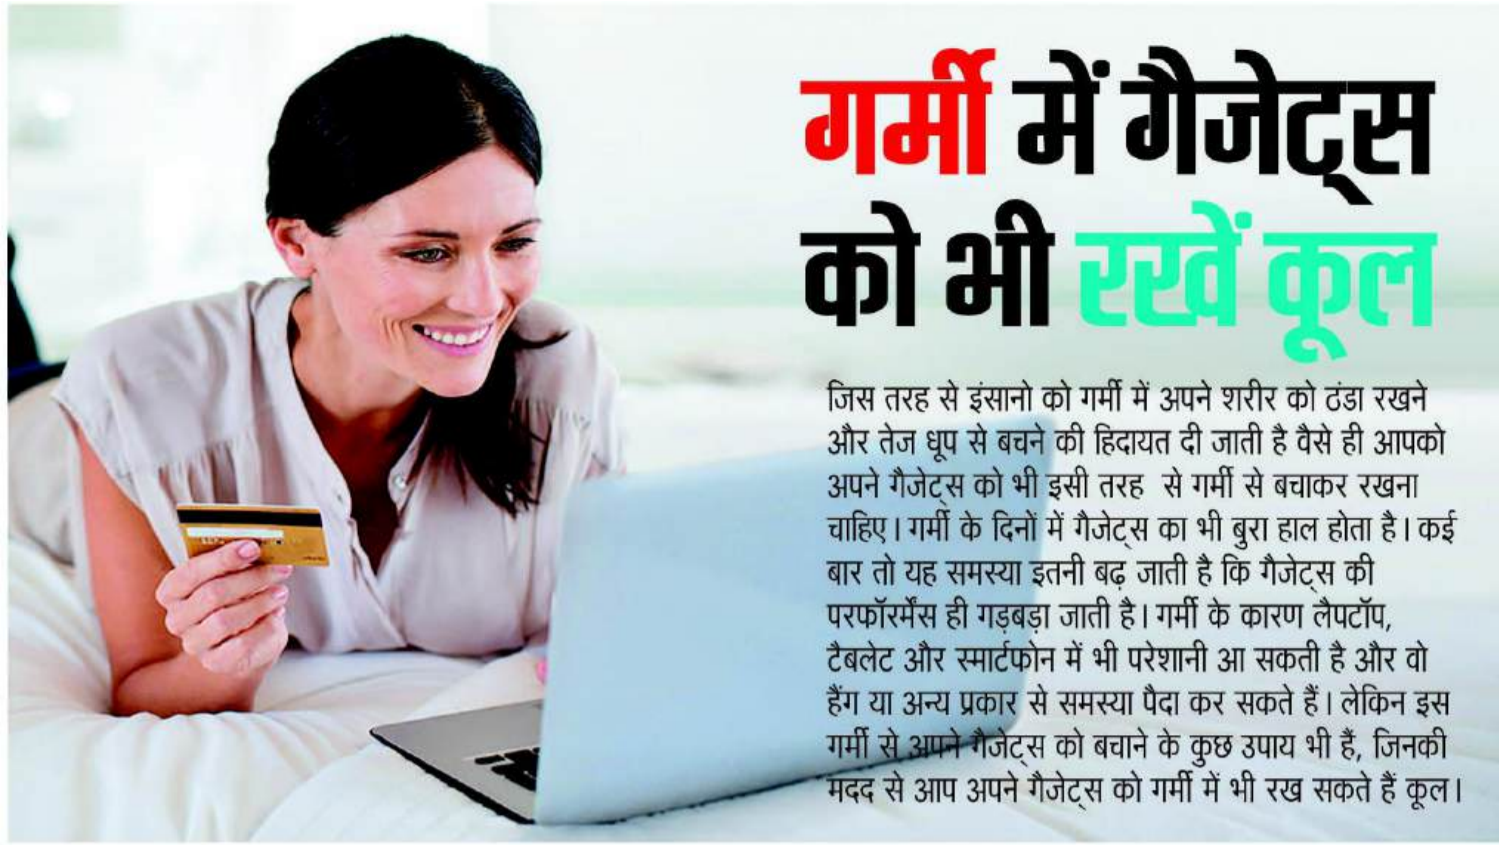 गर्मी में गैजेट्स
को भी रखें कूल
जिस तरह से इंसानो को गर्मी में अपने शरीर को ठंडा रखने
और तेज धूप से बचने की हिदायत दी जाती है वैसे ही आपको
अपने गैजेट्स को भी इसी तरह से गर्मी से बचाकर रखना
चाहिए। गर्मी के दिनों में गैजेट्स का भी बुरा हाल होता है। कई
बार तो यह समस्या इतनी बढ़ जाती है कि गैजेट्स की
परफॉरर्मेंस ही गड़बड़ा जाती है। गर्मी के कारण लैपटॉप,
टैबलेट और स्मार्टफोन में भी परेशानी आ सकती है और वो
हैंग या अन्य प्रकार से समस्या पैदा कर सकते हैं। लेकिन इस
गर्मी से अपने गैजेट्स को बचाने के कुछ उपाय भी हैं, जिनकी
मदद से आप अपने गैजेट्स को गर्मी में भी रख सकते हैं कूल।